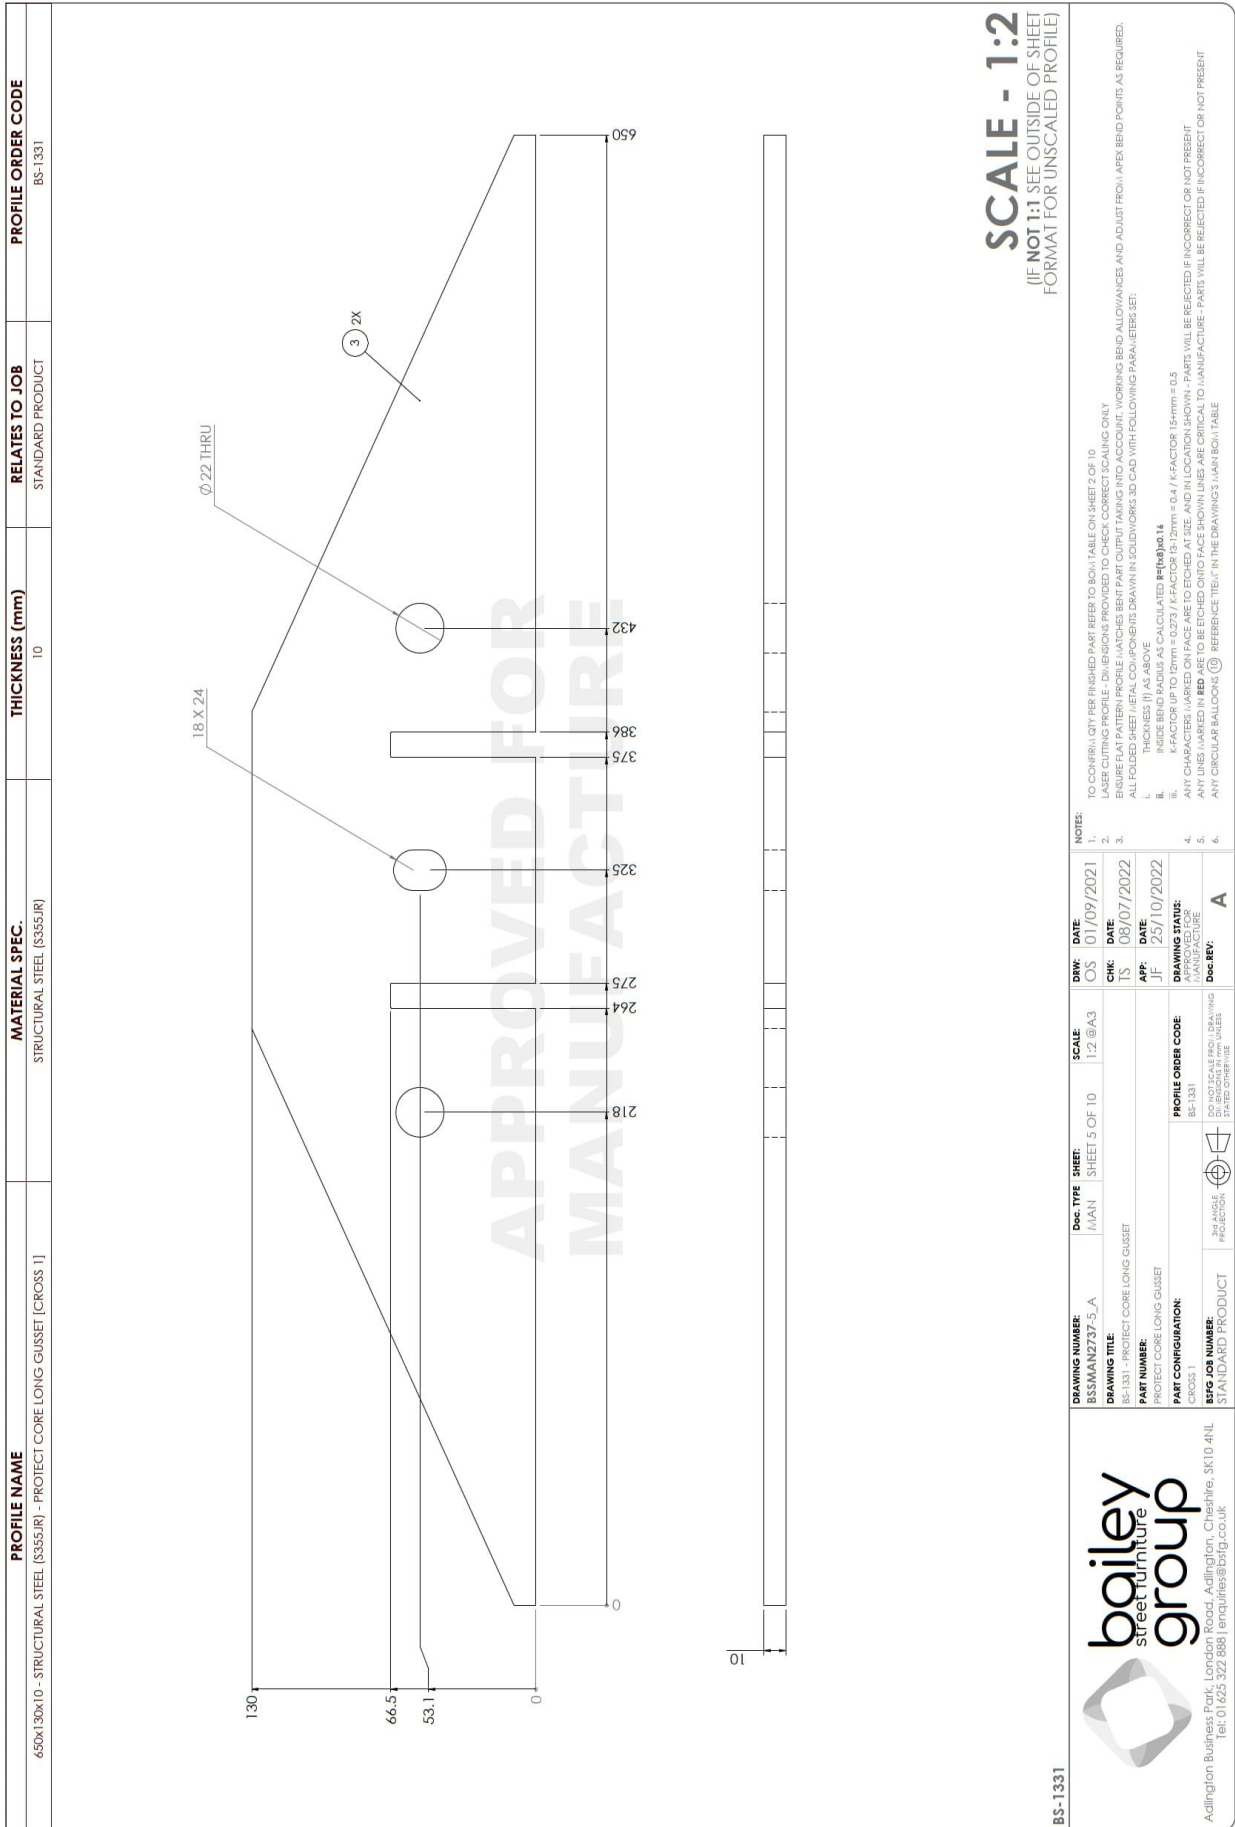 PROFILE NAME
650x130x10 - STRUCTURAL STEEL (S355JR) - PROTECT CORE LONG GUSSET [CROSS 1]
MATERIAL SPEC.
STRUCTURAL STEEL (S355JR)
THICKNESS (mm)
10
RELATES TO JOB
STANDARD PRODUCT
PROFILE ORDER CODE
BS-1331
18 X 24
Ø 22 THRU
3 2X
130
66.5
53.1
0
0
218
264
275
325
375
386
432
650
APPROVED FOR
MANUFACTURE
10
SCALE - 1:2
(IF NOT 1:1 SEE OUTSIDE OF SHEET
FORMAT FOR UNSCALED PROFILE)
BS-1331
bailey
street furniture
group
Adlington Business Park, London Road, Adlington, Cheshire, SK10 4NL
Tel: 01625 322 888 | enquiries@bsfg.co.uk
DRAWING NUMBER:
BSSMAN2737-5_A
Doc. TYPE
MAN
SHEET:
SHEET 5 OF 10
SCALE:
1:2 @A3
DRAWING TITLE:
BS-1331 - PROTECT CORE LONG GUSSET
PART NUMBER:
PROTECT CORE LONG GUSSET
PART CONFIGURATION:
CROSS 1
PROFILE ORDER CODE:
BS-1331
BSFG JOB NUMBER:
STANDARD PRODUCT
3rd ANGLE
PROJECTION
DO NOT SCALE FROM DRAWING
DIMENSIONS IN mm UNLESS
STATED OTHERWISE
DRW:
OS
DATE:
01/09/2021
CHK:
TS
DATE:
08/07/2022
APP:
JF
DATE:
25/10/2022
DRAWING STATUS:
APPROVED FOR
MANUFACTURE
Doc.REV:
A
NOTES:
1. TO CONFIRM QTY PER FINISHED PART REFER TO BOM TABLE ON SHEET 2 OF 10
2. LASER CUTTING PROFILE - DIMENSIONS PROVIDED TO CHECK CORRECT SCALING ONLY
3. ENSURE FLAT PATTERN PROFILE MATCHES BENT PART OUTPUT TAKING INTO ACCOUNT, WORKING BEND ALLOWANCES AND ADJUST FROM APEX BEND POINTS AS REQUIRED.
ALL FOLDED SHEET METAL COMPONENTS DRAWN IN SOLIDWORKS 3D CAD WITH FOLLOWING PARAMETERS SET:
i. THICKNESS (t) AS ABOVE
ii. INSIDE BEND RADIUS AS CALCULATED R=(tx8)x0.16
iii. K-FACTOR UP TO t2mm = 0.273 / K-FACTOR t3-12mm = 0.4 / K-FACTOR 15+mm = 0.5
4. ANY CHARACTERS MARKED ON FACE ARE TO ETCHED AT SIZE, AND IN LOCATION SHOWN - PARTS WILL BE REJECTED IF INCORRECT OR NOT PRESENT
5. ANY LINES MARKED IN RED ARE TO BE ETCHED ONTO FACE SHOWN LINES ARE CRITICAL TO MANUFACTURE - PARTS WILL BE REJECTED IF INCORRECT OR NOT PRESENT
6. ANY CIRCULAR BALLOONS 10 REFERENCE 'ITEM' IN THE DRAWING'S MAIN BOM TABLE